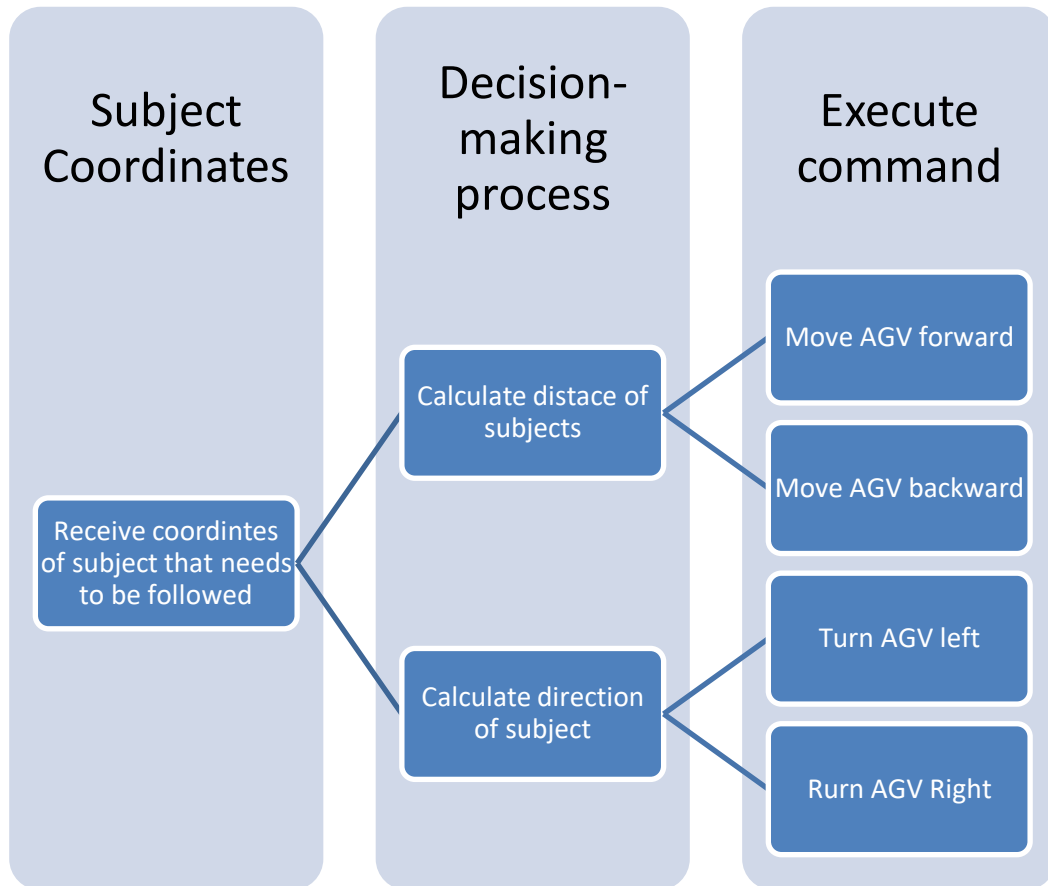 Subject
Coordinates
Decision-
making
process
Execute
command
Receive coordintes
of subject that needs
to be followed
Calculate distace of
subjects
Calculate direction
of subject
Move AGV forward
Move AGV backward
Turn AGV left
Rurn AGV Right